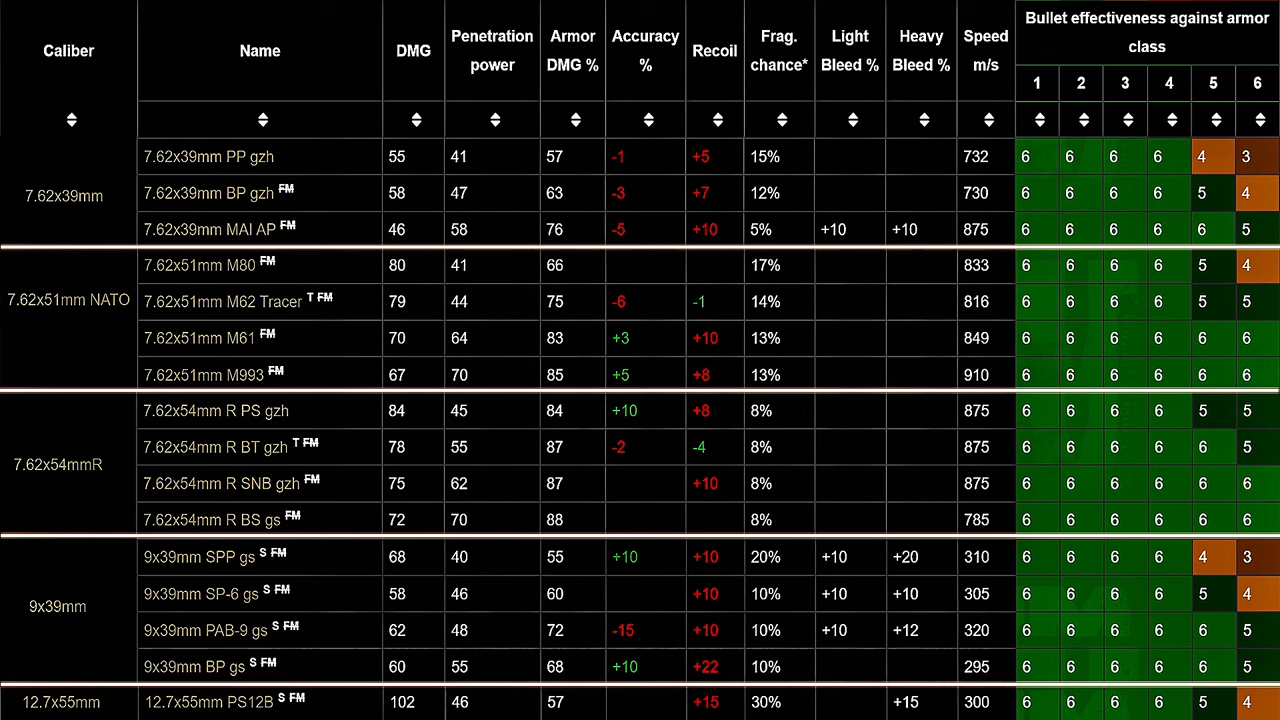 Caliber Name DMG Penetration power Armor DMG % Accuracy % Recoil Frag. chance* Light Bleed % Heavy Bleed % Speed m/s Bullet effectiveness against armor class
1 2 3 4 5 6
7.62x39mm
7.62x39mm PP gzh 55 41 57 -1 +5 15% 732 6 6 6 6 4 3
7.62x39mm BP gzh FM 58 47 63 -3 +7 12% 730 6 6 6 6 5 4
7.62x39mm MAI AP FM 46 58 76 -5 +10 5% +10 +10 875 6 6 6 6 6 5
7.62x51mm NATO
7.62x51mm M80 FM 80 41 66 17% 833 6 6 6 6 5 4
7.62x51mm M62 Tracer T FM 79 44 75 -6 -1 14% 816 6 6 6 6 5 5
7.62x51mm M61 FM 70 64 83 +3 +10 13% 849 6 6 6 6 6 6
7.62x51mm M993 FM 67 70 85 +5 +8 13% 910 6 6 6 6 6 6
7.62x54mmR
7.62x54mm R PS gzh 84 45 84 +10 +8 8% 875 6 6 6 6 5 5
7.62x54mm R BT gzh T FM 78 55 87 -2 -4 8% 875 6 6 6 6 6 5
7.62x54mm R SNB gzh FM 75 62 87 +10 8% 875 6 6 6 6 6 6
7.62x54mm R BS gs FM 72 70 88 8% 785 6 6 6 6 6 6
9x39mm
9x39mm SPP gs S FM 68 40 55 +10 +10 20% +10 +20 310 6 6 6 6 4 3
9x39mm SP-6 gs S FM 58 46 60 +10 10% +10 +10 305 6 6 6 6 5 4
9x39mm PAB-9 gs S FM 62 48 72 -15 +10 10% +10 +12 320 6 6 6 6 6 5
9x39mm BP gs S FM 60 55 68 +10 +22 10% 295 6 6 6 6 6 5
12.7x55mm
12.7x55mm PS12B S FM 102 46 57 +15 30% +15 300 6 6 6 6 5 4